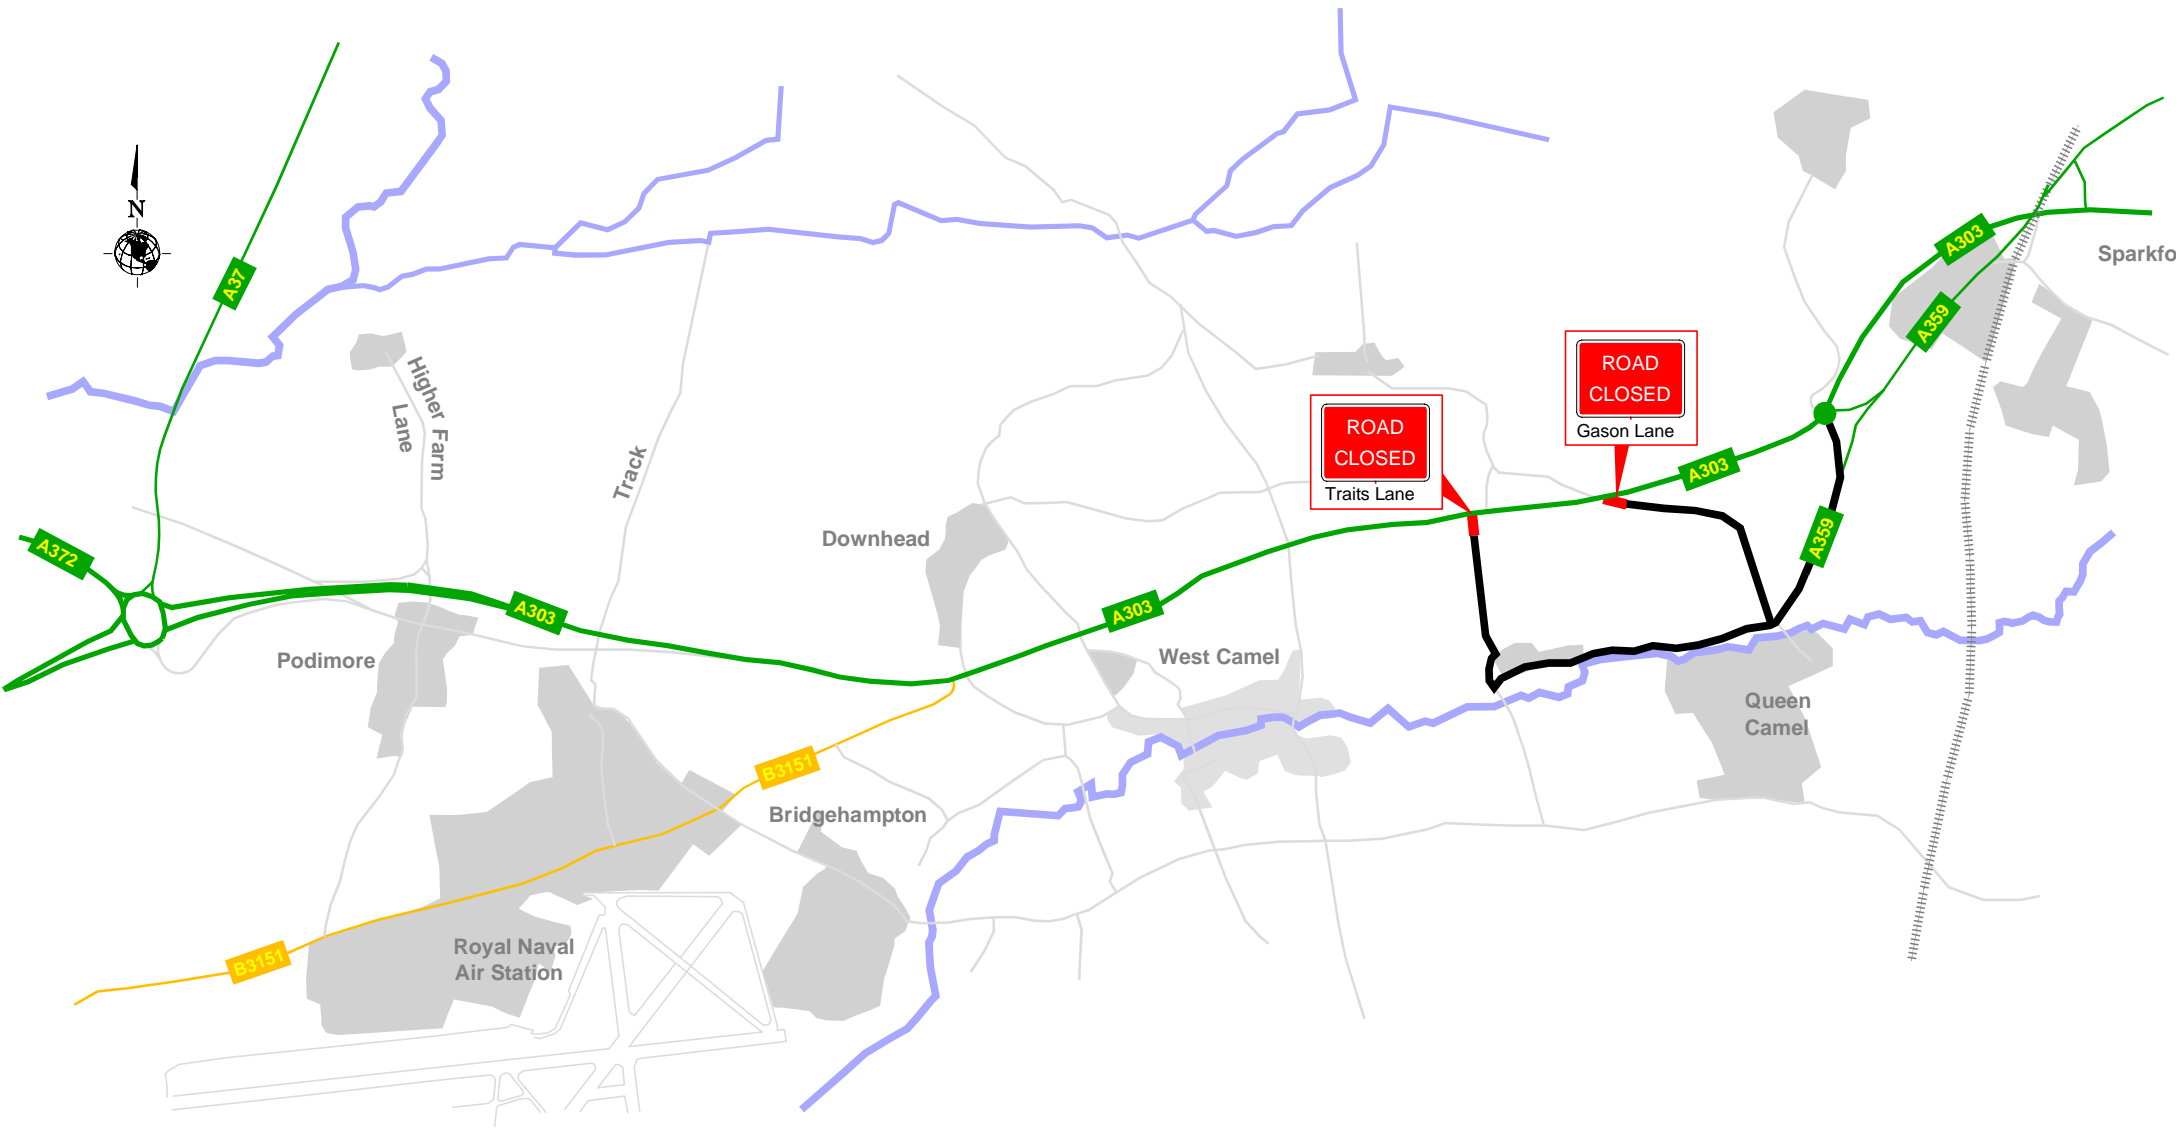 N
A37
A303
Sparkfo
A359
ROAD
CLOSED
Gason Lane
ROAD
CLOSED
Traits Lane
Higher Farm
Lane
Track
A303
A372
Downhead
A359
A303
A303
Podimore
West Camel
Queen
Camel
B3151
Bridgehampton
Royal Naval
Air Station
B3151